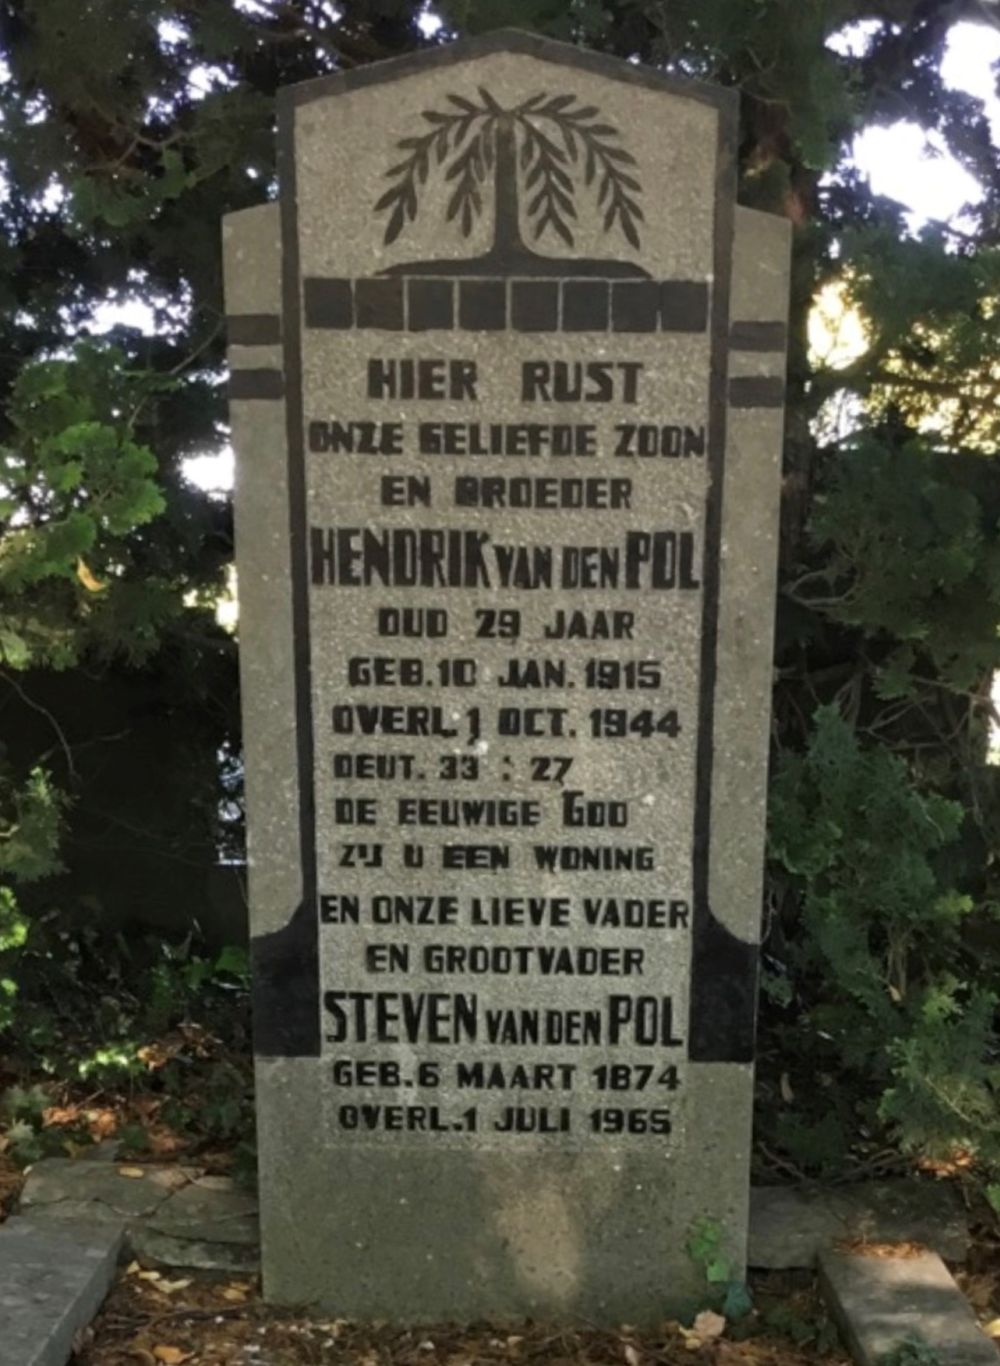 HIER RUST
ONZE GELIEFDE ZOON
EN BROEDER
HENDRIK VAN DEN POL
OUD 29 JAAR
GEB. 10 JAN. 1915
OVERL. 1 OCT. 1944
DEUT. 33 : 27
DE EEUWIGE GOD
ZIJ U EEN WONING
EN ONZE LIEVE VADER
EN GROOTVADER
STEVEN VAN DEN POL
GEB. 6 MAART 1874
OVERL. 1 JULI 1965